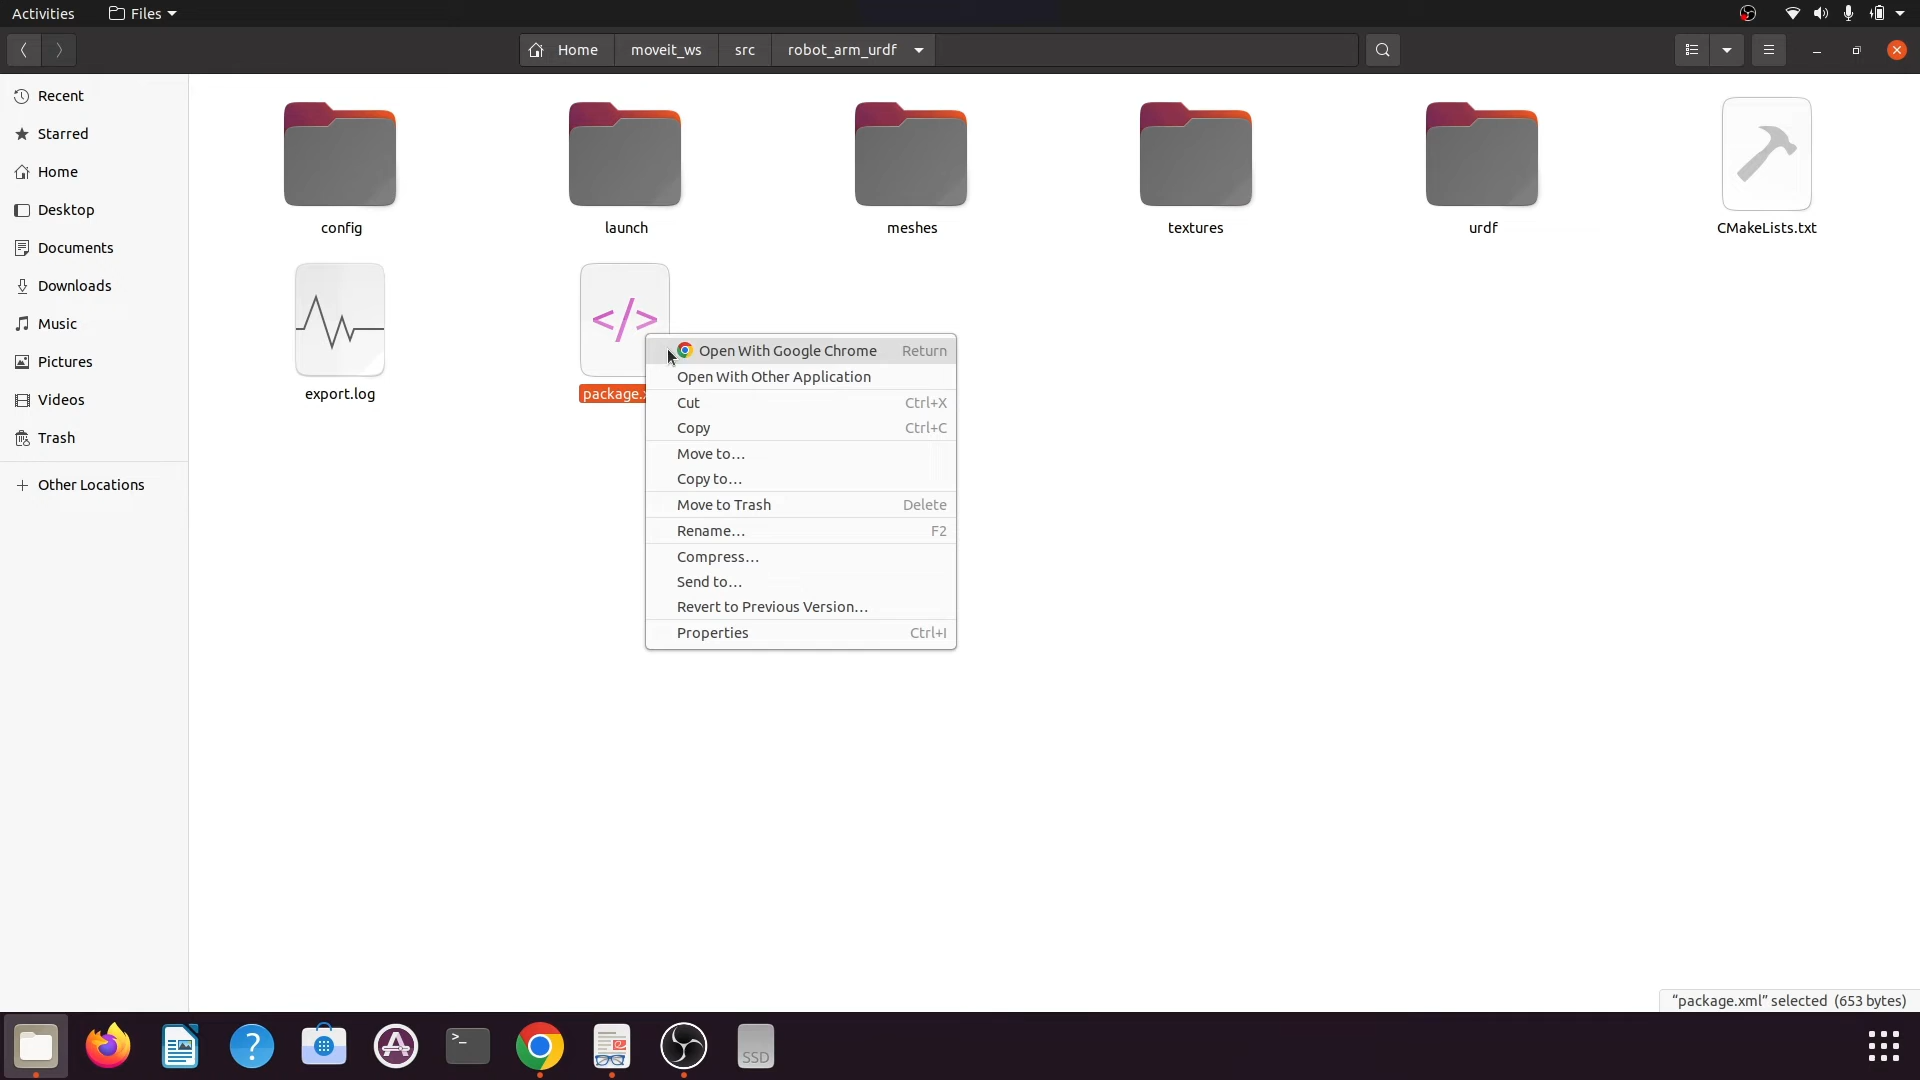 Activities Files
Home moveit_ws src robot_arm_urdf
Recent
Starred
Home
Desktop
Documents
Downloads
Music
Pictures
Videos
Trash
Other Locations
config launch meshes textures urdf CMakeLists.txt
</>
export.log package.x
Open With Google Chrome Return
Open With Other Application
Cut Ctrl+X
Copy Ctrl+C
Move to…
Copy to…
Move to Trash Delete
Rename… F2
Compress…
Send to…
Revert to Previous Version…
Properties Ctrl+I
“package.xml” selected (653 bytes)
>_
SSD